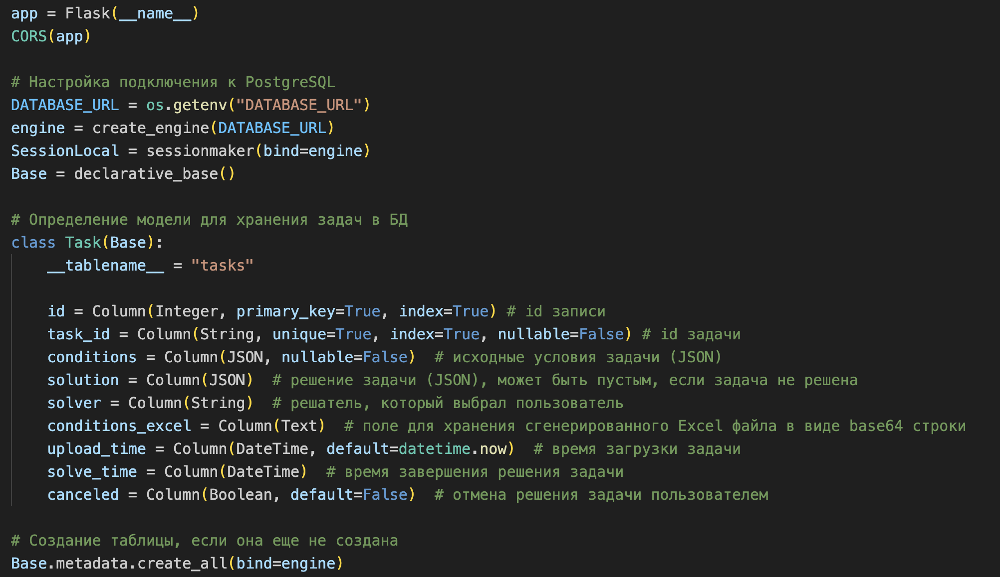 app = Flask(__name__)
CORS(app)
# Настройка подключения к PostgreSQL
DATABASE_URL = os.getenv("DATABASE_URL")
engine = create_engine(DATABASE_URL)
SessionLocal = sessionmaker(bind=engine)
Base = declarative_base()
# Определение модели для хранения задач в БД
class Task(Base):
    __tablename__ = "tasks"
    id = Column(Integer, primary_key=True, index=True) # id записи
    task_id = Column(String, unique=True, index=True, nullable=False) # id задачи
    conditions = Column(JSON, nullable=False)  # исходные условия задачи (JSON)
    solution = Column(JSON)  # решение задачи (JSON), может быть пустым, если задача не решена
    solver = Column(String)  # решатель, который выбрал пользователь
    conditions_excel = Column(Text)  # поле для хранения сгенерированного Excel файла в виде base64 строки
    upload_time = Column(DateTime, default=datetime.now)  # время загрузки задачи
    solve_time = Column(DateTime)  # время завершения решения задачи
    canceled = Column(Boolean, default=False)  # отмена решения задачи пользователем
# Создание таблицы, если она еще не создана
Base.metadata.create_all(bind=engine)